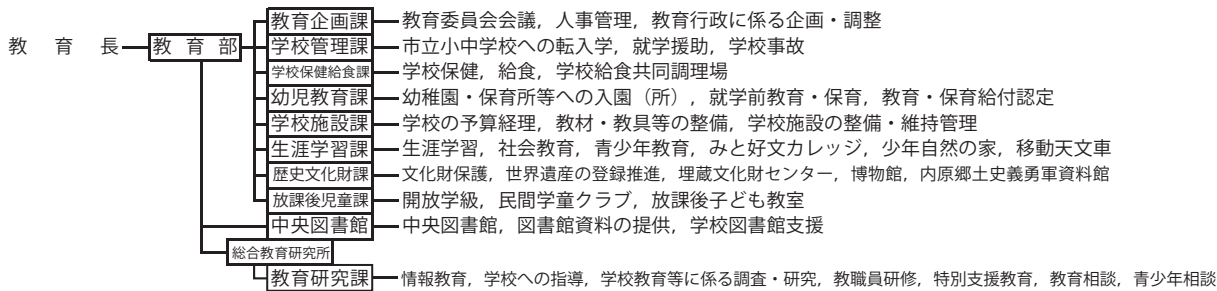 教育企画課 教育委員会会議，人事管理，教育行政に係る企画・調整
教育長 教育部 学校管理課 市立小中学校への転入学，就学援助，学校事故
学校保健給食課 学校保健，給食，学校給食共同調理場
幼児教育課 幼稚園・保育所等への入園（所），就学前教育・保育，教育・保育給付認定
学校施設課 学校の予算経理，教材・教具等の整備，学校施設の整備・維持管理
生涯学習課 生涯学習，社会教育，青少年教育，みと好文カレッジ，少年自然の家，移動天文車
歴史文化財課 文化財保護，世界遺産の登録推進，埋蔵文化財センター，博物館，内原郷土史義勇軍資料館
放課後児童課 開放学級，民間学童クラブ，放課後子ども教室
中央図書館 中央図書館，図書館資料の提供，学校図書館支援
総合教育研究所
教育研究課 情報教育，学校への指導，学校教育等に係る調査・研究，教職員研修，特別支援教育，教育相談，青少年相談